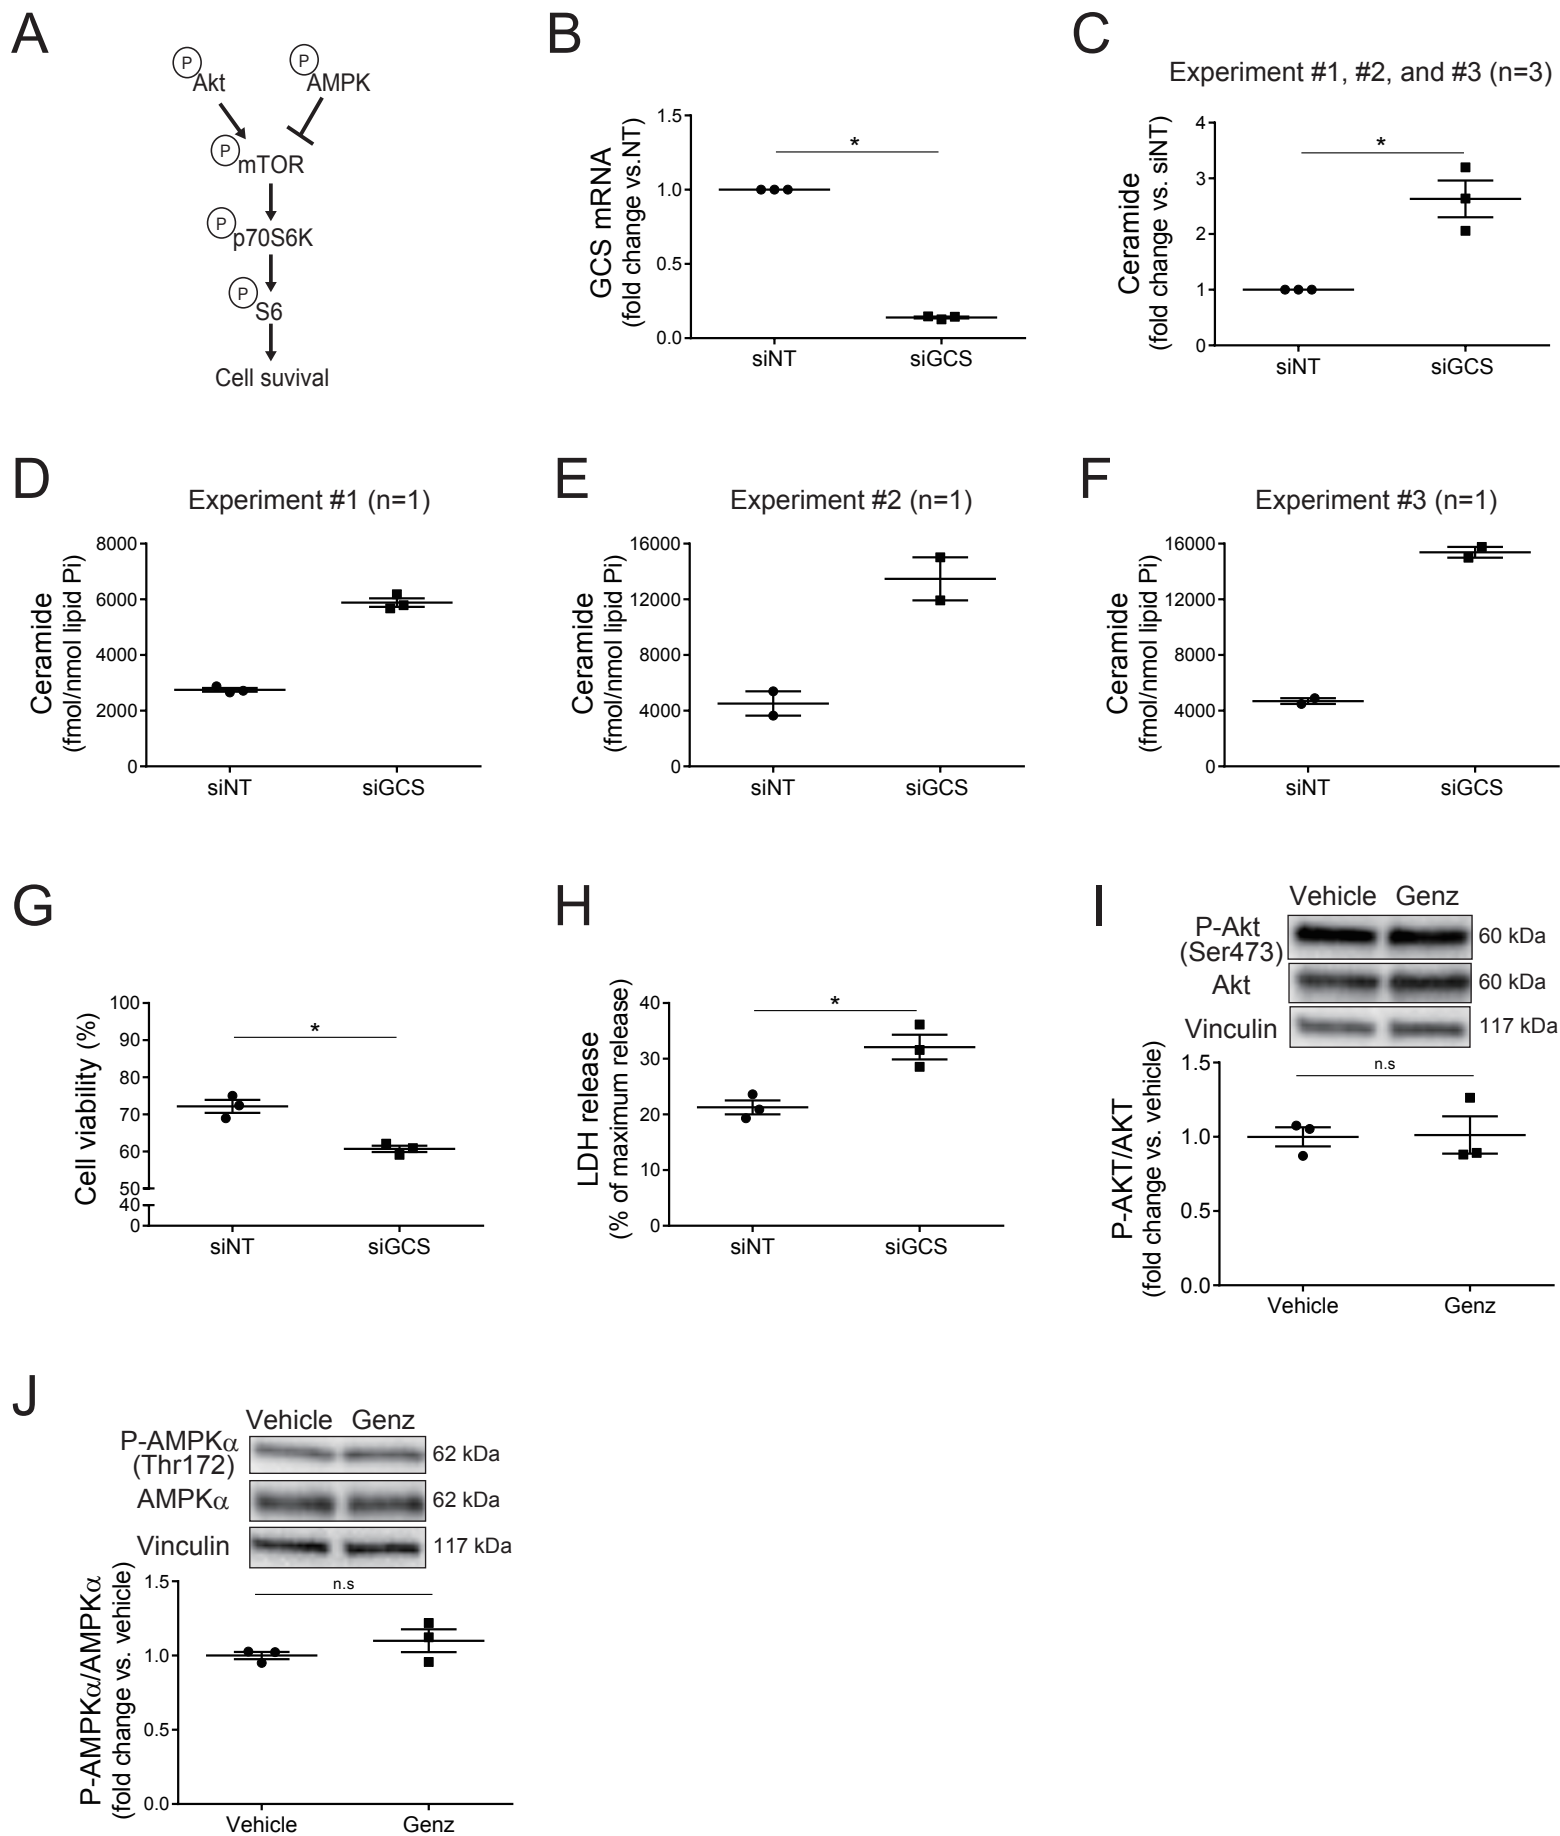 A
P
Akt
P
AMPK
P
mTOR
P
p70S6K
P
S6
Cell suvival
B
GCS mRNA
(fold change vs.NT)
1.5
1.0
0.5
0.0
*
siNT
siGCS
C
Experiment #1, #2, and #3 (n=3)
Ceramide
(fold change vs. siNT)
4
3
2
1
0
*
siNT
siGCS
D
Experiment #1 (n=1)
Ceramide
(fmol/nmol lipid Pi)
8000
6000
4000
2000
0
siNT
siGCS
E
Experiment #2 (n=1)
Ceramide
(fmol/nmol lipid Pi)
16000
12000
8000
4000
0
siNT
siGCS
F
Experiment #3 (n=1)
Ceramide
(fmol/nmol lipid Pi)
16000
12000
8000
4000
0
siNT
siGCS
G
Cell viability (%)
100
90
80
70
60
50
40
0
*
siNT
siGCS
H
LDH release
(% of maximum release)
40
30
20
10
0
*
siNT
siGCS
I
Vehicle Genz
P-Akt
(Ser473)
60 kDa
Akt
60 kDa
Vinculin
117 kDa
P-AKT/AKT
(fold change vs. vehicle)
1.5
1.0
0.5
0.0
n.s
Vehicle
Genz
J
Vehicle Genz
P-AMPKα
(Thr172)
62 kDa
AMPKα
62 kDa
Vinculin
117 kDa
P-AMPKα/AMPKα
(fold change vs. vehicle)
1.5
1.0
0.5
0.0
n.s
Vehicle
Genz